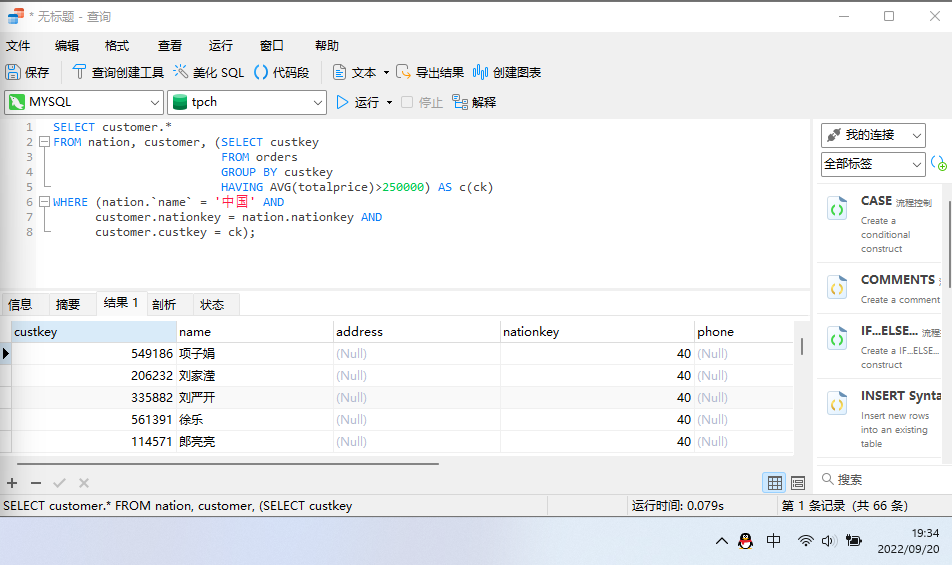 * 无标题 - 查询
文件 编辑 格式 查看 运行 窗口 帮助
保存 查询创建工具 美化 SQL 代码段 文本 导出结果 创建图表
MYSQL tpch 运行 停止 解释
1 SELECT customer.*
2 FROM nation, customer, (SELECT custkey
3 FROM orders
4 GROUP BY custkey
5 HAVING AVG(totalprice)>250000) AS c(ck)
6 WHERE (nation.`name` = '中国' AND
7 customer.nationkey = nation.nationkey AND
8 customer.custkey = ck);
我的连接
全部标签
CASE 流程控制
Create a
conditional
construct
COMMENTS
Create a comment
IF...ELSE... 流程
Create a IF...ELSE...
construct
INSERT Synta
Insert new rows
into an existing
table
搜索
信息 摘要 结果 1 剖析 状态
custkey name address nationkey phone
549186 项子娟 (Null) 40 (Null)
206232 刘家滢 (Null) 40 (Null)
335882 刘严开 (Null) 40 (Null)
561391 徐乐 (Null) 40 (Null)
114571 郎亮亮 (Null) 40 (Null)
SELECT customer.* FROM nation, customer, (SELECT custkey 运行时间: 0.079s 第 1 条记录 (共 66 条)
中 19:34
2022/09/20